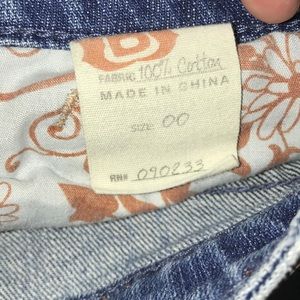 FABRIC: 100% Cotton
MADE IN CHINA
SIZE: 00
RN# 090233